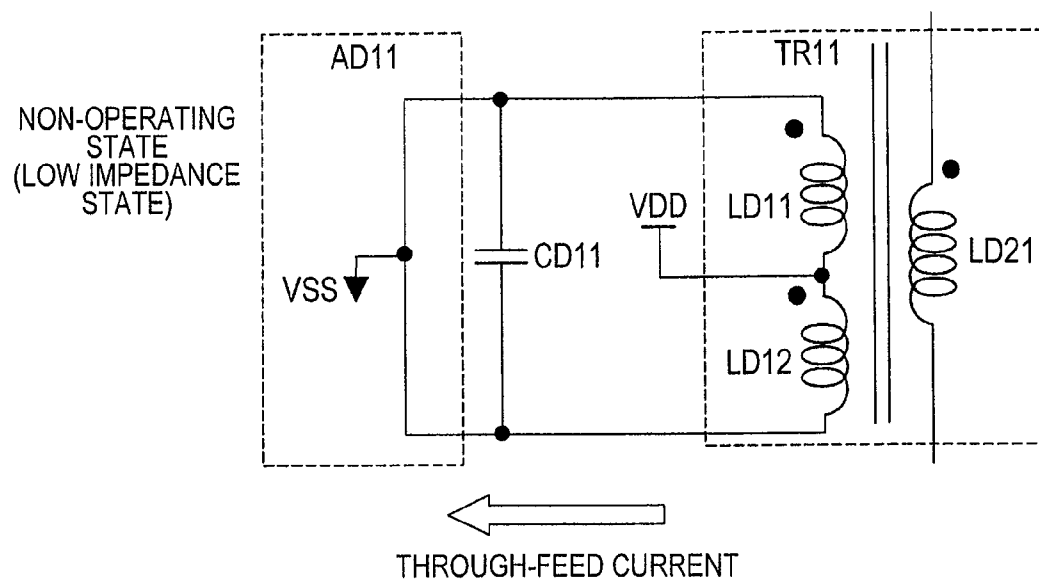 AD11
TR11
NON-OPERATING
STATE
(LOW IMPEDANCE
STATE)
VDD
LD11
CD11
LD21
VSS
LD12
THROUGH-FEED CURRENT